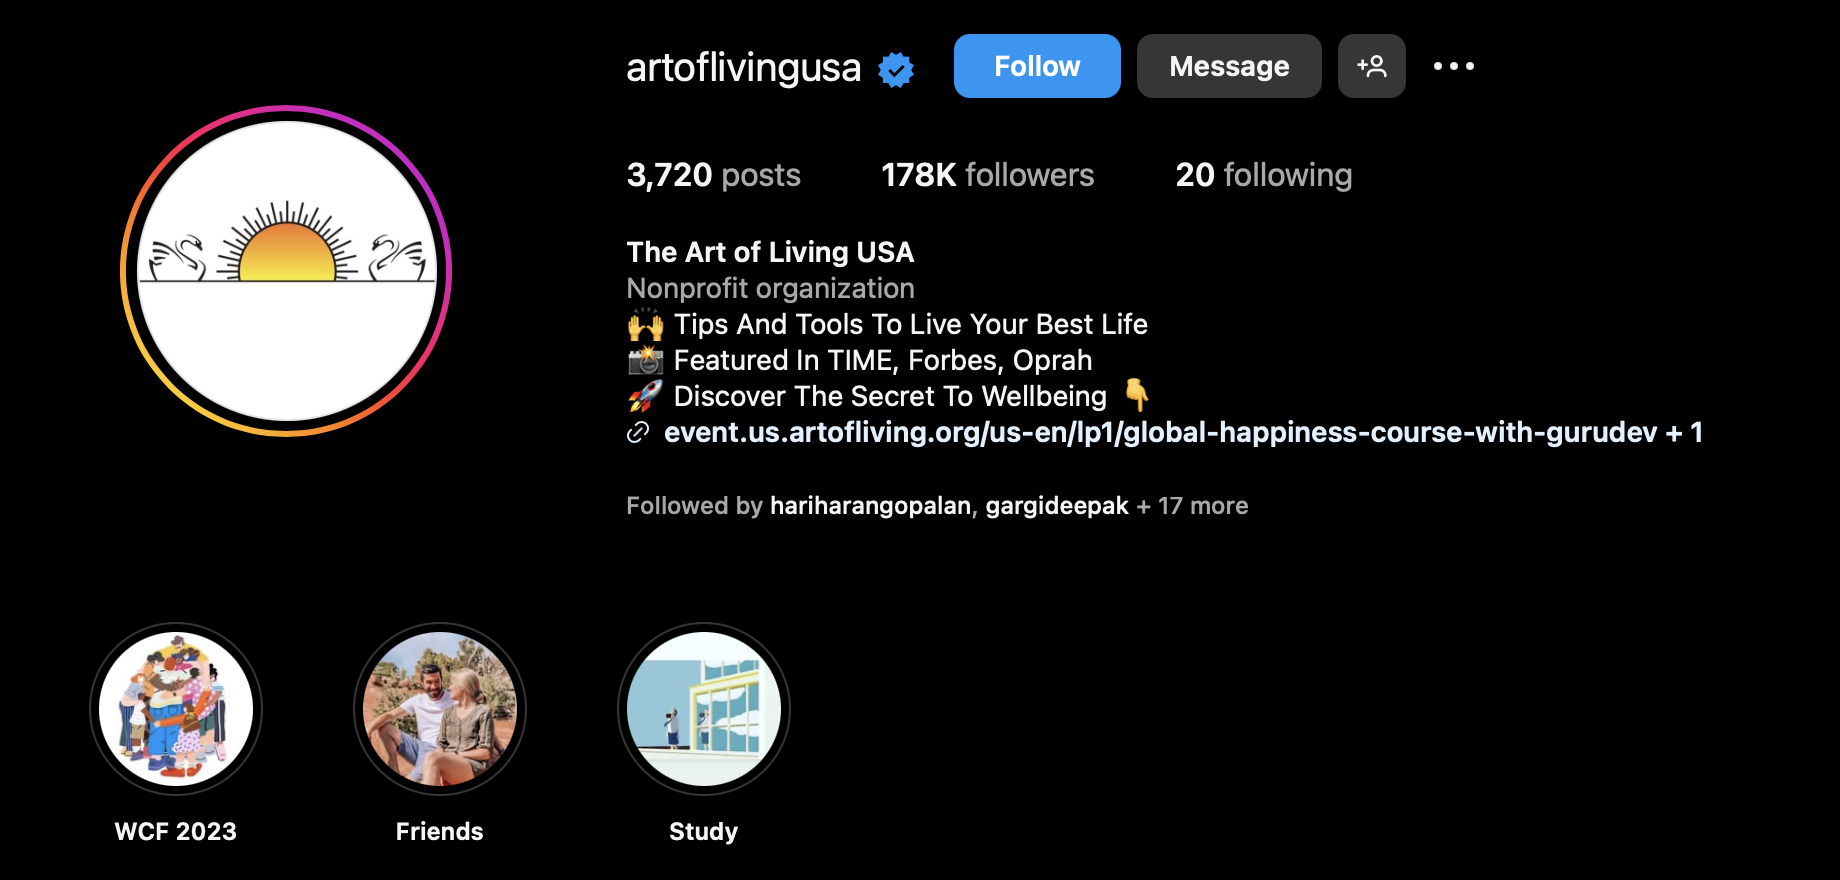 artoflivingusa Follow Message
3,720 posts 178K followers 20 following
The Art of Living USA
Nonprofit organization
🙌 Tips And Tools To Live Your Best Life
📸 Featured In TIME, Forbes, Oprah
🚀 Discover The Secret To Wellbeing 👇
event.us.artofliving.org/us-en/lp1/global-happiness-course-with-gurudev + 1
Followed by hariharangopalan, gargideepak + 17 more
WCF 2023 Friends Study